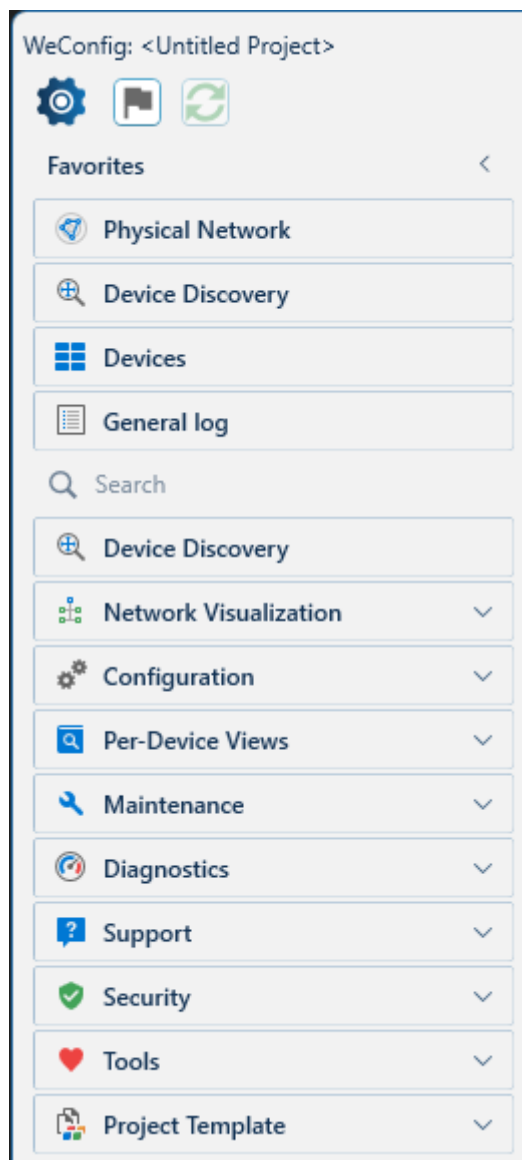 WeConfig: <Untitled Project>
Favorites
Physical Network
Device Discovery
Devices
General log
Search
Device Discovery
Network Visualization
Configuration
Per-Device Views
Maintenance
Diagnostics
Support
Security
Tools
Project Template